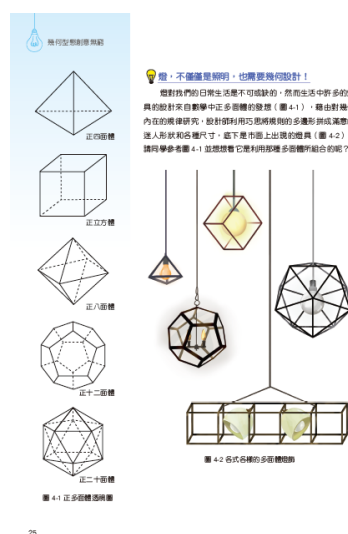 幾何型態創意無窮
正四面體
正立方體
正八面體
正十二面體
正二十面體
圖 4-1 正多面體透視圖
燈，不僅僅是照明，也需要幾何設計！
燈對我們的日常生活是不可或缺的，然而生活中許多的
具的設計來自數學中正多面體的發想（圖 4-1），藉由對幾
內在的規律研究，設計師利用巧思將規則的多邊形拼成滿意
迷人形狀和各種尺寸，底下是市面上出現的燈具（圖 4-2）
請同學參考圖 4-1 並想想看它是利用那種多面體所組合的呢？
圖 4-2 各式各樣的多面體燈飾